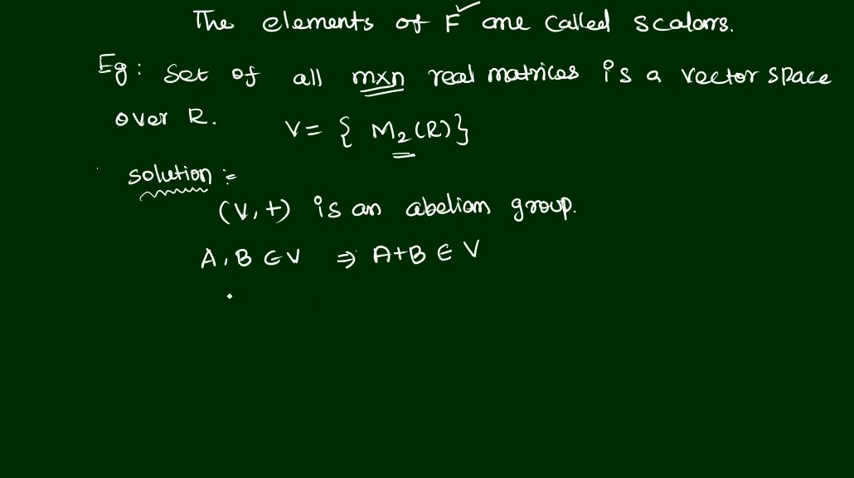 The elements of F are called scalars.
Eg: set of all mxn real matrices is a vector space
over R. V = { M₂(R)}
solution :-
(V,+) is an abelian group.
A, B ∈ V ⇒ A+B ∈ V